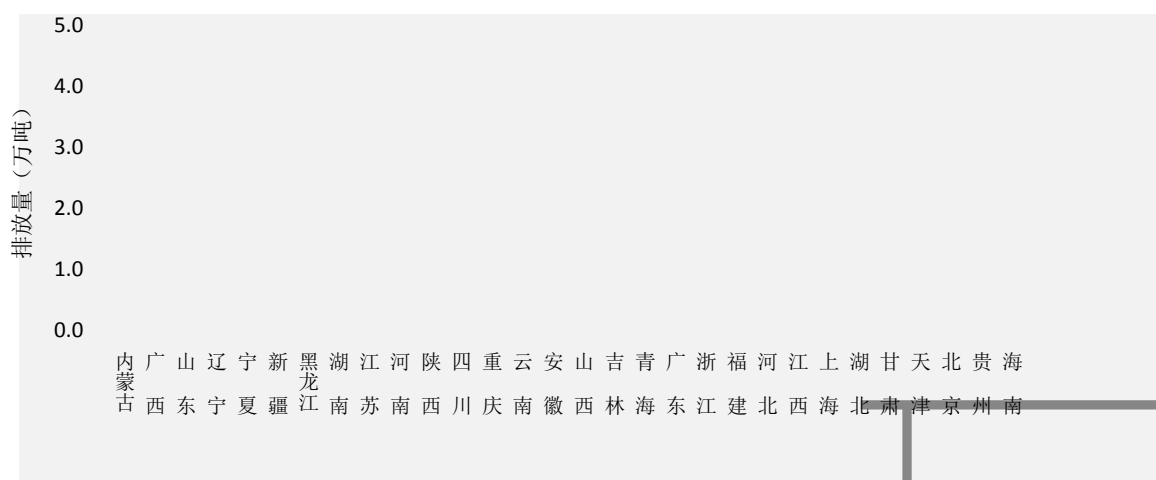 5.0
4.0
3.0
2.0
1.0
0.0
排放量（万吨）
内蒙古
广西
山东
辽宁
宁夏
新疆
黑龙江
湖南
江苏
河南
陕西
四川
重庆
云南
安徽
山西
吉林
青海
广东
浙江
福建
河北
江西
上海
湖北
甘肃
天津
北京
贵州
海南